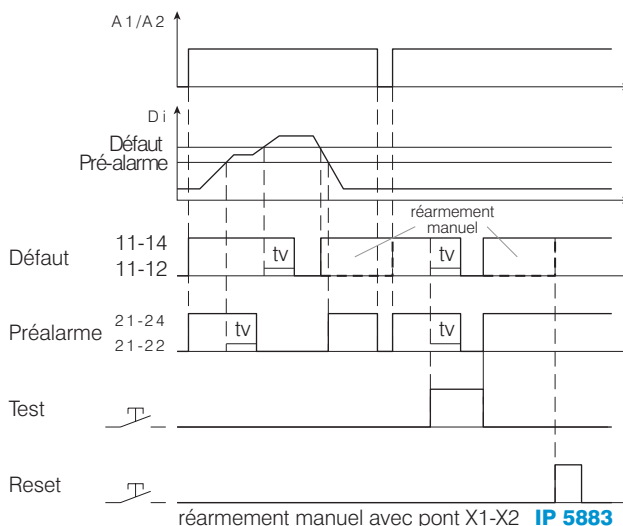 A1/A2
Di
Défaut
Pré-alarme
réarmement
manuel
Défaut
11-14
11-12
tv
tv
Préalarme
21-24
21-22
tv
tv
Test
Reset
réarmement manuel avec pont X1-X2 IP 5883